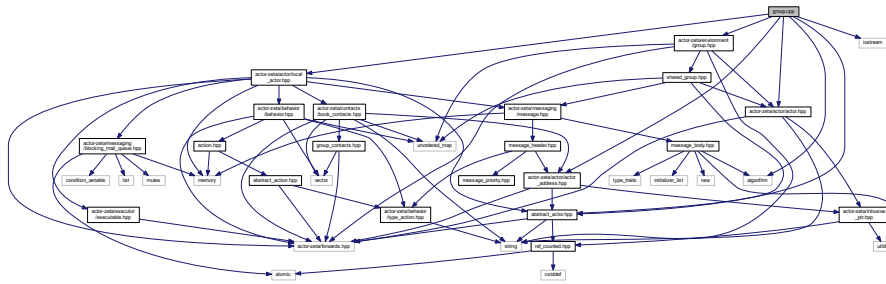 group.cpp
actor-zeta/environment
/group.hpp
iostream
actor-zeta/actor/local
_actor.hpp
shared_group.hpp
actor-zeta/behavior
/behavior.hpp
actor-zeta/contacts
/book_contacts.hpp
actor-zeta/messaging
/message.hpp
actor-zeta/actor/actor.hpp
actor-zeta/messaging
/blocking_mail_queue.hpp
action.hpp
group_contacts.hpp
unordered_map
message_header.hpp
message_body.hpp
condition_variable
list
mutex
memory
abstract_action.hpp
vector
message_priority.hpp
actor-zeta/actor/actor
_address.hpp
type_traits
initializer_list
new
algorithm
actor-zeta/executor
/executable.hpp
actor-zeta/behavior
/type_action.hpp
abstract_actor.hpp
actor-zeta/intrusive
_ptr.hpp
actor-zeta/forwards.hpp
string
ref_counted.hpp
atomic
cstddef